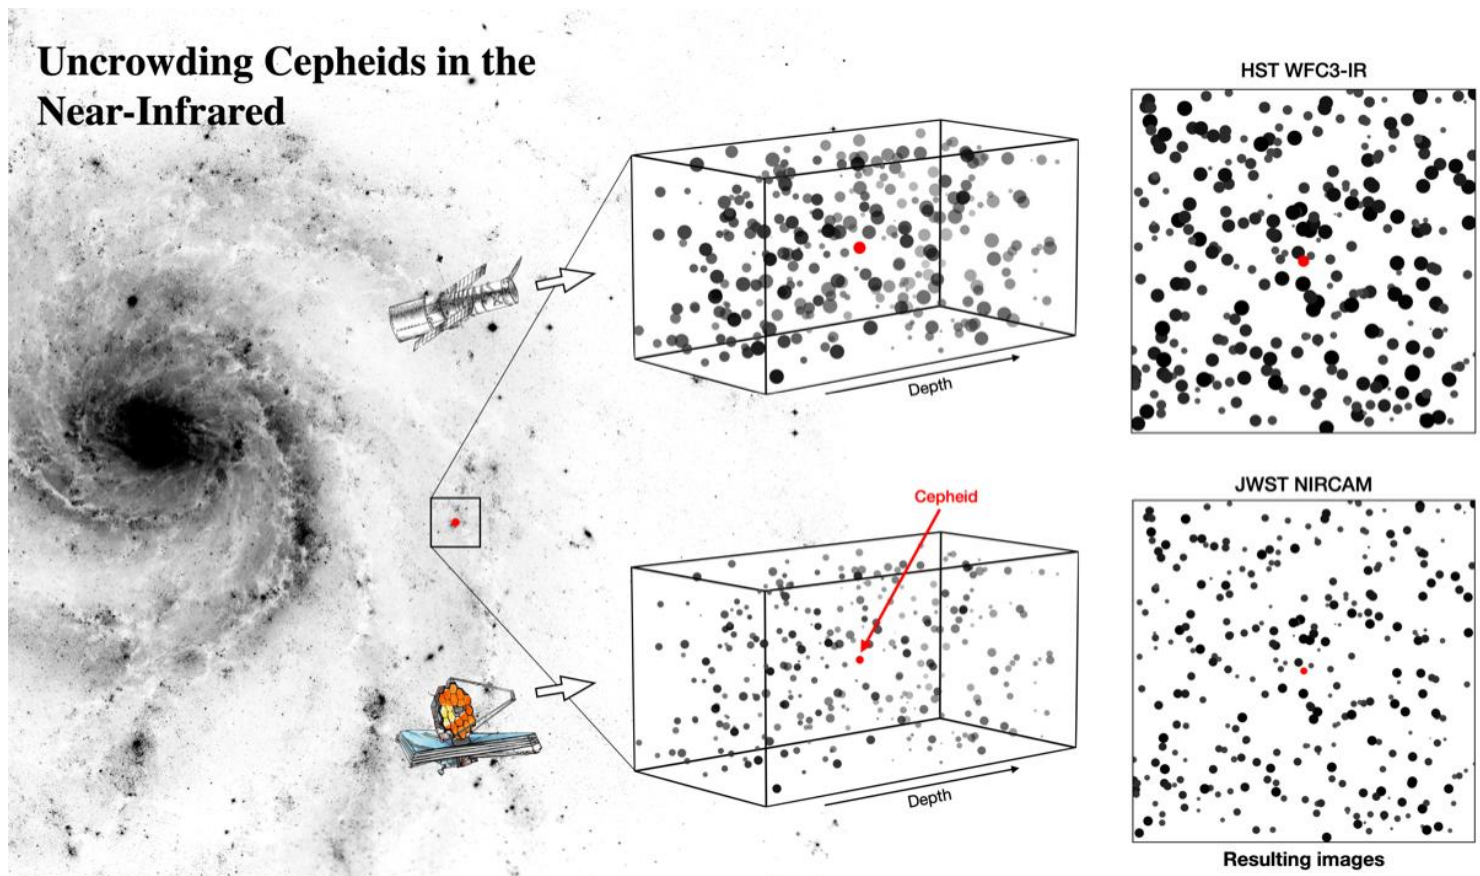 Uncrowding Cepheids in the
Near-Infrared
HST WFC3-IR
Depth
Cepheid
JWST NIRCAM
Depth
Resulting images